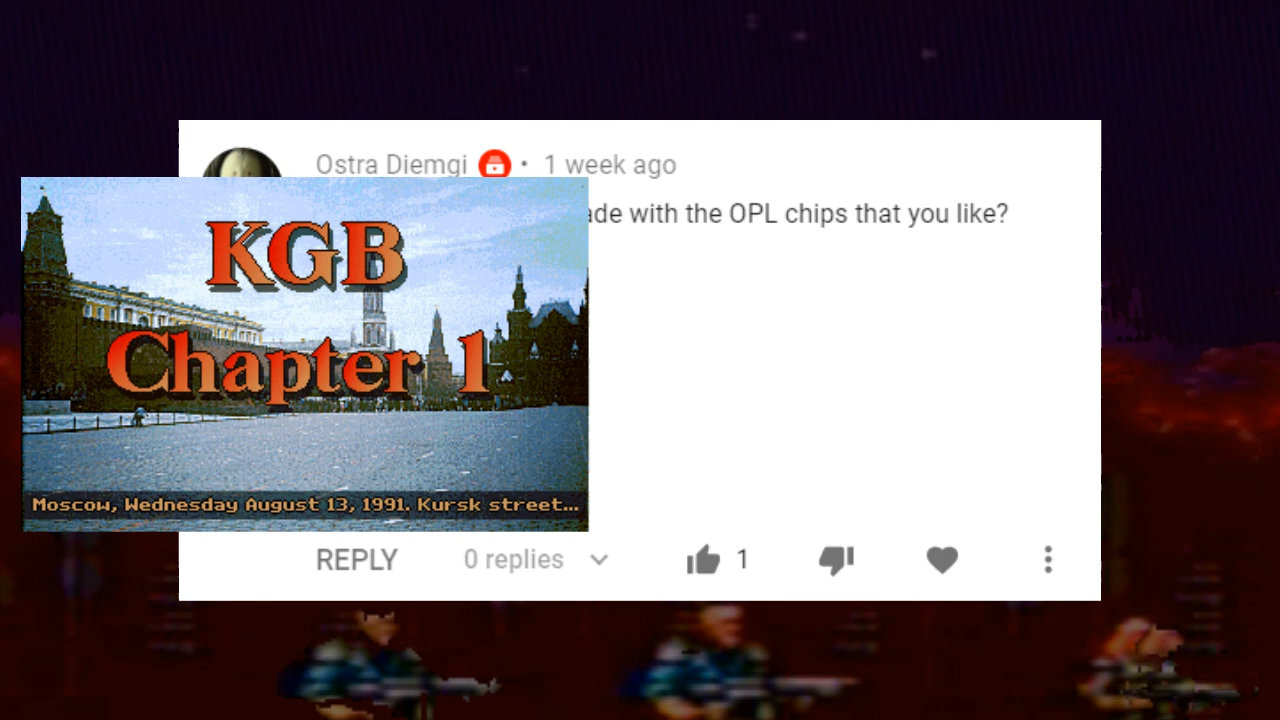 Ostra Diemgi • 1 week ago
with the OPL chips that you like?
KGB
Chapter 1
Moscow, Wednesday August 13, 1991. Kursk street...
REPLY 0 replies 1